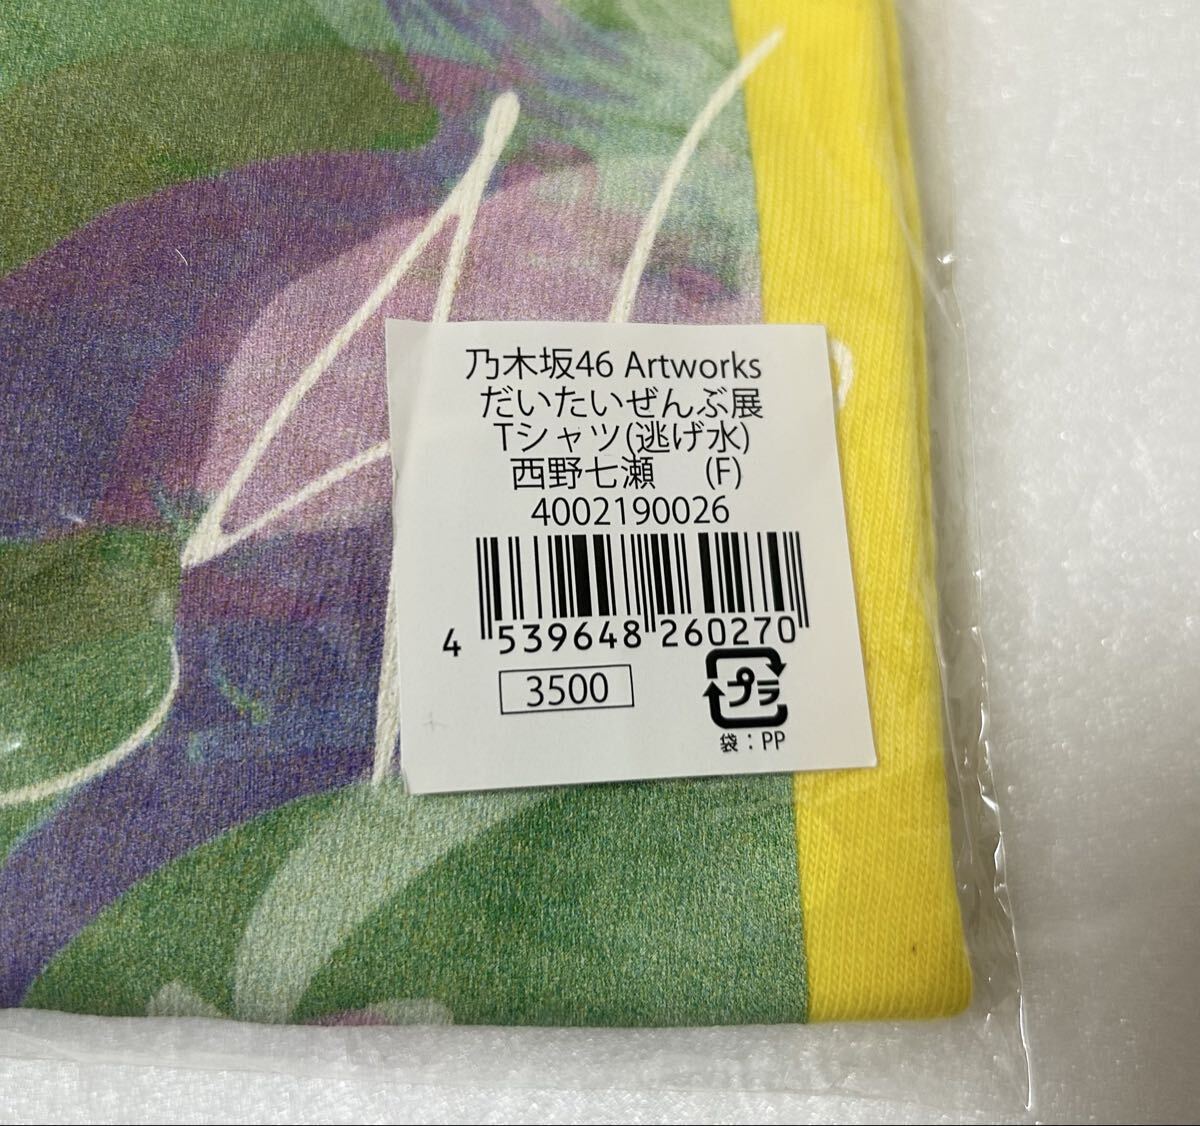 乃木坂46 Artworks
だいたいぜんぶ展
Tシャツ(逃げ水)
西野七瀬 (F)
4002190026
4 539648 260270
3500
プラ
袋：PP